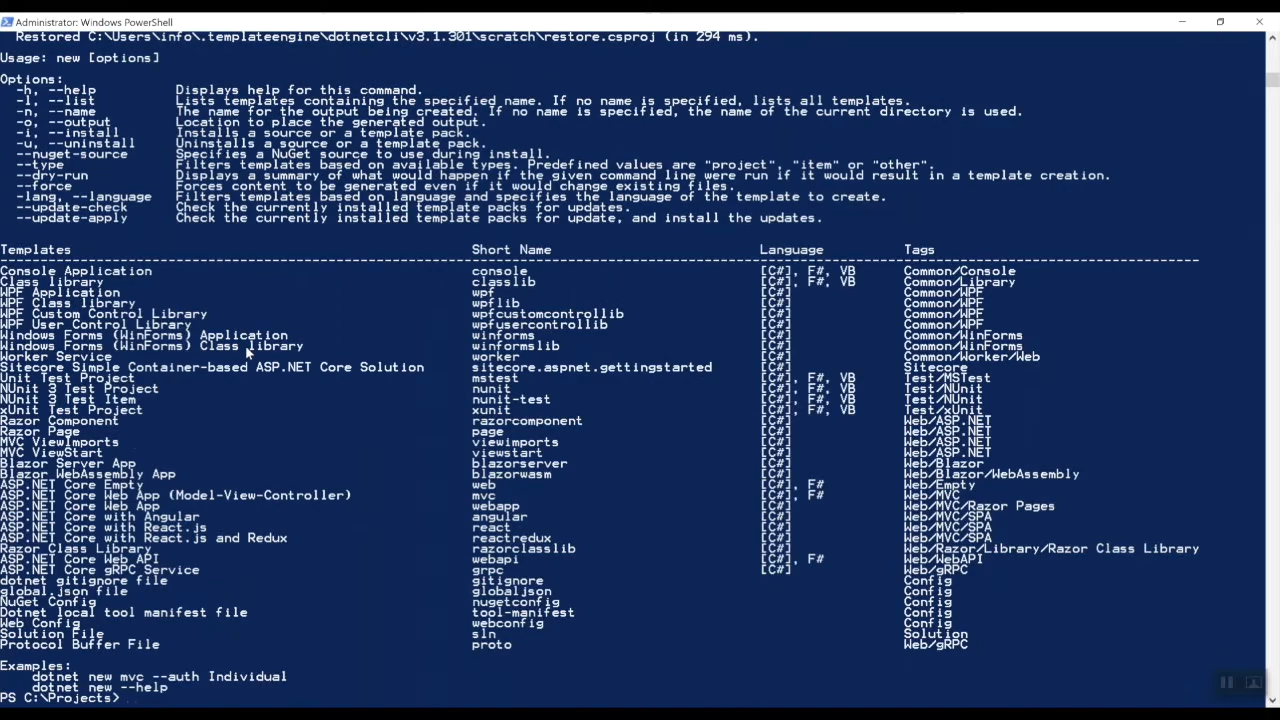 Administrator: Windows PowerShell
Restored C:\Users\info\.templateengine\dotnetcli\v3.1.301\scratch\restore.csproj (in 294 ms).
Usage: new [options]
Options:
-h, --help Displays help for this command.
-l, --list Lists templates containing the specified name. If no name is specified, lists all templates.
-n, --name The name for the output being created. If no name is specified, the name of the current directory is used.
-o, --output Location to place the generated output.
-i, --install Installs a source or a template pack.
-u, --uninstall Uninstalls a source or a template pack.
--nuget-source Specifies a NuGet source to use during install.
--type Filters templates based on available types. Predefined values are "project", "item" or "other".
--dry-run Displays a summary of what would happen if the given command line were run if it would result in a template creation.
--force Forces content to be generated even if it would change existing files.
--lang, --language Filters templates based on language and specifies the language of the template to create.
--update-check Check the currently installed template packs for updates.
--update-apply Check the currently installed template packs for update, and install the updates.
Templates Short Name Language Tags
Console Application console [C#], F#, VB Common/Console
Class library classlib [C#], F#, VB Common/Library
WPF Application wpf [C#] Common/WPF
WPF Class library wpflib [C#] Common/WPF
WPF Custom Control Library wpfcustomcontrollib [C#] Common/WPF
WPF User Control Library wpfusercontrollib [C#] Common/WPF
Windows Forms (WinForms) Application winforms [C#] Common/WinForms
Windows Forms (WinForms) Class library winformslib [C#] Common/WinForms
Worker Service worker [C#] Common/Worker/Web
Sitecore Simple Container-based ASP.NET Core Solution sitecore.aspnet.gettingstarted [C#] Sitecore
Unit Test Project mstest [C#], F#, VB Test/MSTest
NUnit 3 Test Project nunit [C#], F#, VB Test/NUnit
NUnit 3 Test Item nunit-test [C#], F#, VB Test/NUnit
xUnit Test Project xunit [C#], F#, VB Test/xUnit
Razor Component razorcomponent [C#] Web/ASP.NET
Razor Page page [C#] Web/ASP.NET
MVC ViewImports viewimports [C#] Web/ASP.NET
MVC ViewStart viewstart [C#] Web/ASP.NET
Blazor Server App blazorserver [C#] Web/Blazor
Blazor WebAssembly App blazorwasm [C#] Web/Blazor/WebAssembly
ASP.NET Core Empty web [C#], F# Web/Empty
ASP.NET Core Web App (Model-View-Controller) mvc [C#], F# Web/MVC
ASP.NET Core Web App webapp [C#] Web/MVC/Razor Pages
ASP.NET Core with Angular angular [C#] Web/MVC/SPA
ASP.NET Core with React.js react [C#] Web/MVC/SPA
ASP.NET Core with React.js and Redux reactredux [C#] Web/MVC/SPA
Razor Class Library razorclasslib [C#] Web/Razor/Library/Razor Class Library
ASP.NET Core Web API webapi [C#], F# Web/WebAPI
ASP.NET Core gRPC Service grpc [C#] Web/gRPC
dotnet gitignore file gitignore Config
global.json file globaljson Config
NuGet Config nugetconfig Config
Dotnet local tool manifest file tool-manifest Config
Web Config webconfig Config
Solution File sln Solution
Protocol Buffer File proto Web/gRPC
Examples:
dotnet new mvc --auth Individual
dotnet new --help
PS C:\Projects>